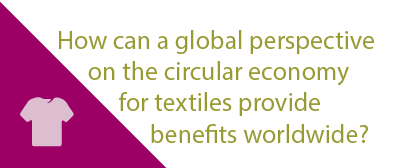 How can a global perspective
on the circular economy
for textiles provide
benefits worldwide?